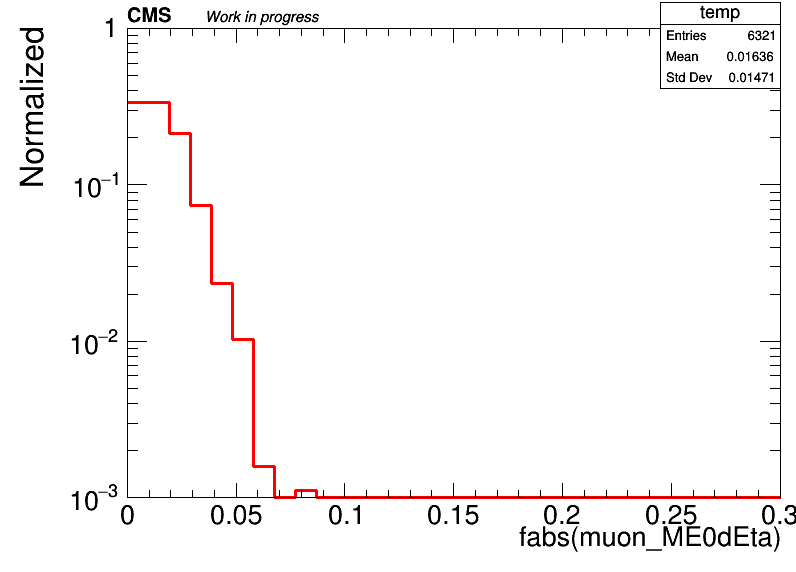 CMS Work in progress
temp
Entries 6321
Mean 0.01636
Std Dev 0.01471
Normalized
1
10⁻¹
10⁻²
10⁻³
0 0.05 0.1 0.15 0.2 0.25 0.3
fabs(muon_ME0dEta)